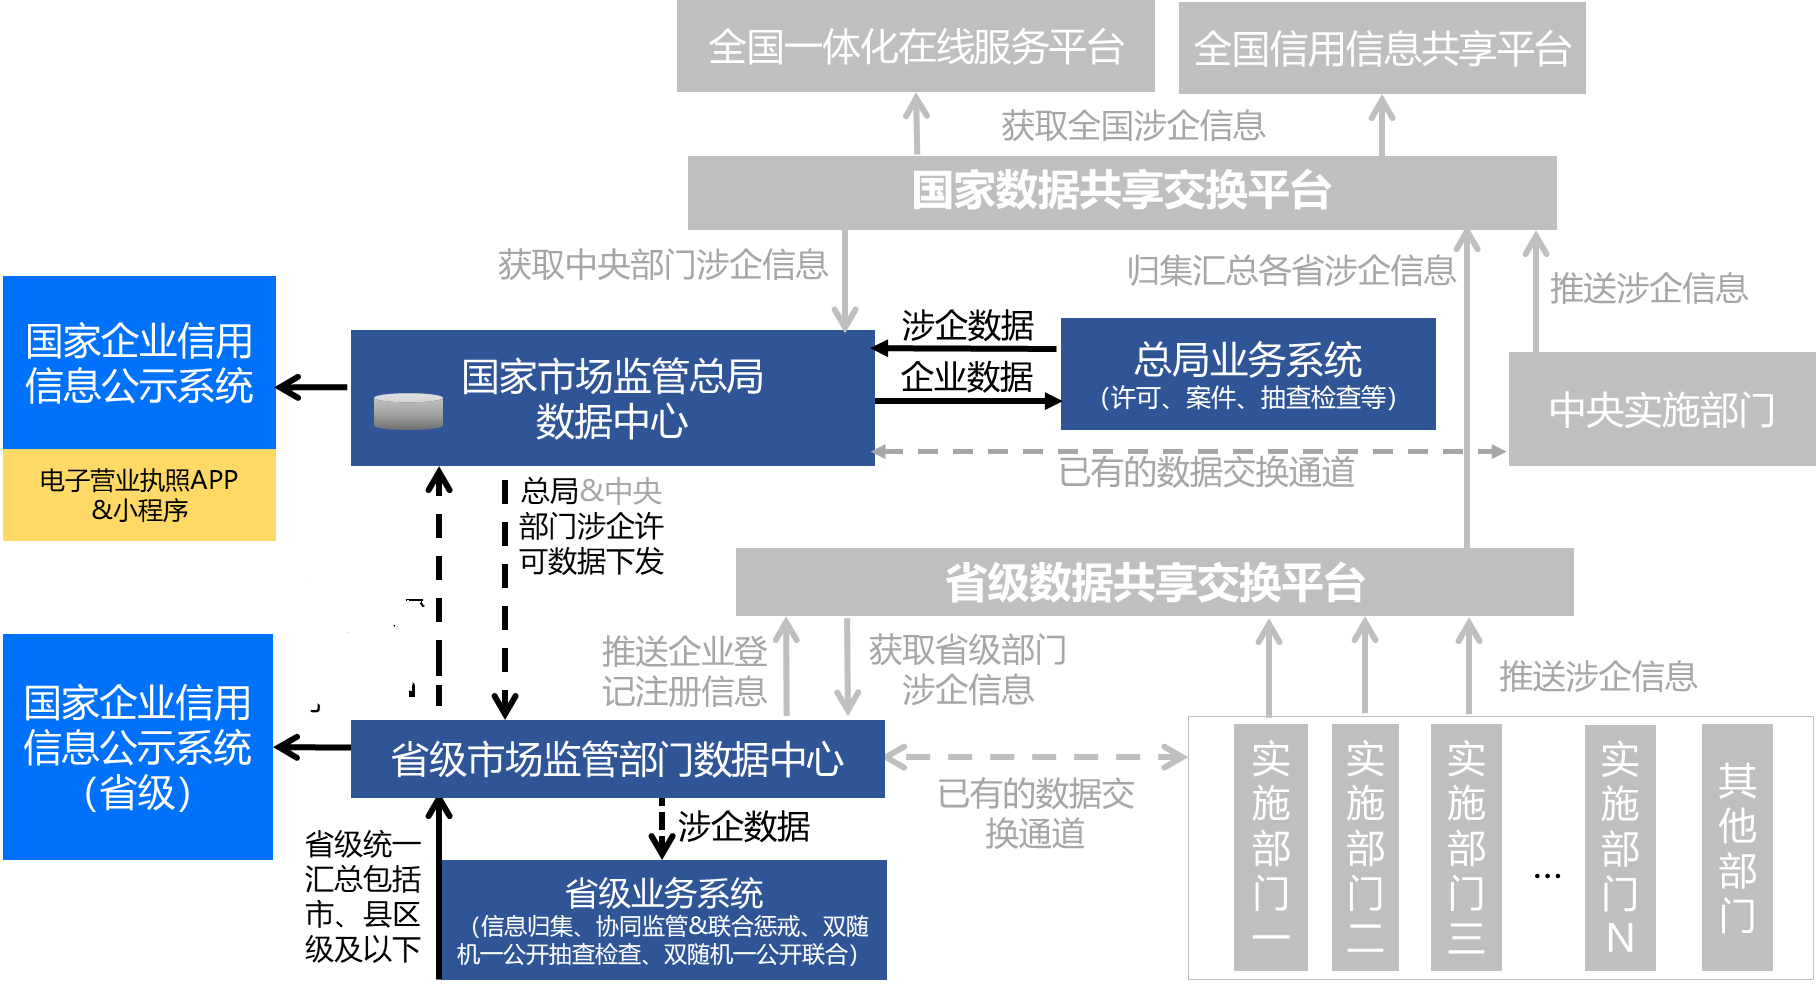 全国一体化在线服务平台
全国信用信息共享平台
获取全国涉企信息
国家数据共享交换平台
获取中央部门涉企信息
归集汇总各省涉企信息
推送涉企信息
国家企业信用
信息公示系统
电子营业执照APP
&小程序
国家市场监管总局
数据中心
涉企数据
企业数据
总局业务系统
（许可、案件、抽查检查等）
中央实施部门
已有的数据交换通道
总局&中央
部门涉企许
可数据下发
省级数据共享交换平台
推送企业登
记注册信息
获取省级部门
涉企信息
推送涉企信息
国家企业信用
信息公示系统
（省级）
省级市场监管部门数据中心
已有的数据交
换通道
涉企数据
省级统一
汇总包括
市、县区
级及以下
省级业务系统
（信息归集、协同监管&联合惩戒、双随
机一公开抽查检查、双随机一公开联合）
实施部门一
实施部门二
实施部门三
...
实施部门N
其他部门